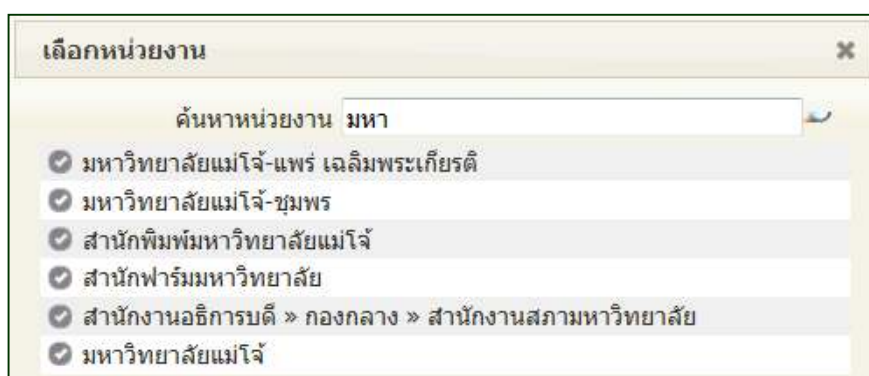 เลือกหน่วยงาน
ค้นหาหน่วยงาน มหา
มหาวิทยาลัยแม่โจ้-แพร่ เฉลิมพระเกียรติ
มหาวิทยาลัยแม่โจ้-ชุมพร
สำนักพิมพ์มหาวิทยาลัยแม่โจ้
สำนักฟาร์มมหาวิทยาลัย
สำนักงานอธิการบดี » กองกลาง » สำนักงานสภามหาวิทยาลัย
มหาวิทยาลัยแม่โจ้